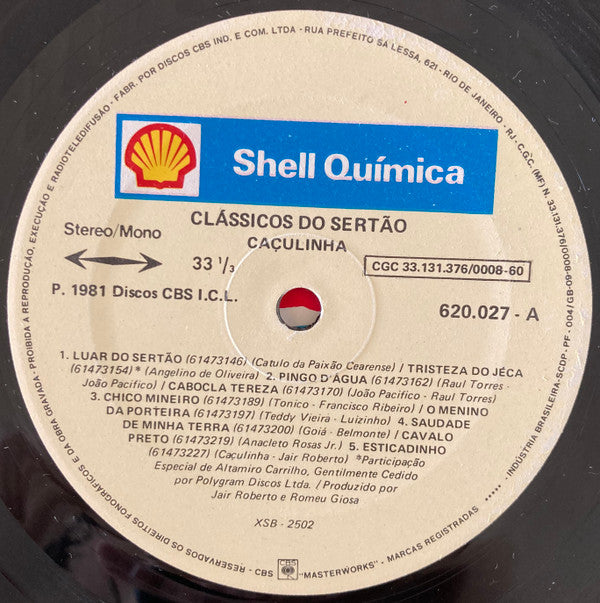 Shell Química
CLÁSSICOS DO SERTÃO
CAÇULINHA
Stereo/Mono
33 1/3
CGC 33.131.376/0008-60
P. 1981 Discos CBS I.C.L.
620.027 - A
1. LUAR DO SERTÃO (61473146) (Catulo da Paixão Cearense) / TRISTEZA DO JÉCA
(61473154)* (Angelino de Oliveira) 2. PINGO D'ÁGUA (61473162) (Raul Torres -
João Pacifico) / CABOCLA TEREZA (61473170) (João Pacifico - Raul Torres)
3. CHICO MINEIRO (61473189) (Tonico - Francisco Ribeiro) / O MENINO
DA PORTEIRA (61473197) (Teddy Vieira - Luizinho) 4. SAUDADE
DE MINHA TERRA (61473200) (Goiá - Belmonte) / CAVALO
PRETO (61473219) (Anacleto Rosas Jr.) 5. ESTICADINHO
(61473227) (Caçulinha - Jair Roberto) *Participação
Especial de Altamiro Carrilho, Gentilmente Cedido
por Polygram Discos Ltda. / Produzido por
Jair Roberto e Romeu Giosa
XSB - 2502
RESERVADOS OS DIREITOS FONOGRÁFICOS E DA OBRA GRAVADA - PROIBIDA A REPRODUÇÃO, EXECUÇÃO E RADIOTELEDIFUSÃO - FABR. POR DISCOS CBS IND. E COM. LTDA - RUA PREFEITO SA LESSA, 621 - RIO DE JANEIRO - RJ - C.G.C. (MF) N. 33.131.376/
004/GB-09-8000 - INDÚSTRIA BRASILEIRA-SCDP. - PF -
CBS "MASTERWORKS" - MARCAS REGISTRADAS
CBS